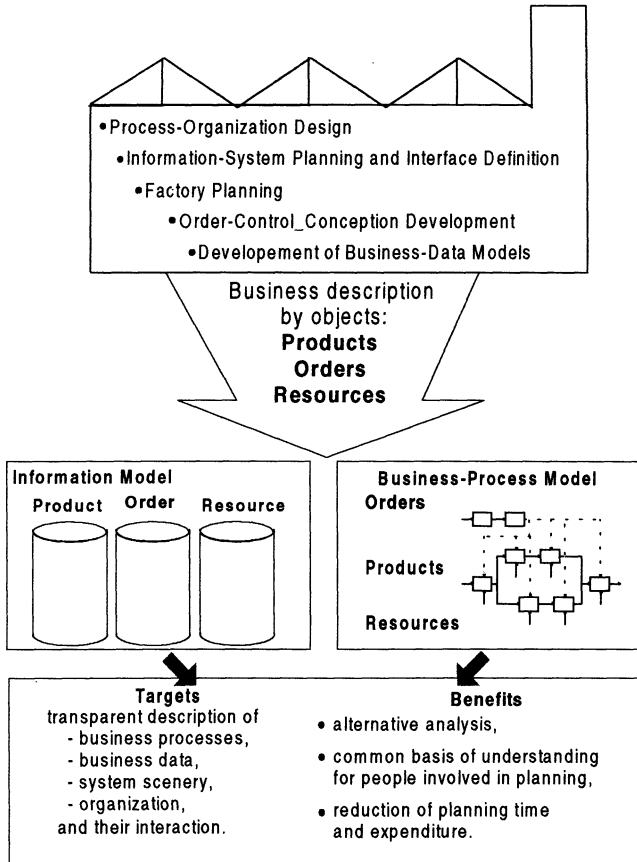 •Process-Organization Design
•Information-System Planning and Interface Definition
•Factory Planning
•Order-Control_Conception Development
•Developement of Business-Data Models
Business description
by objects:
Products
Orders
Resources
Information Model
Product Order Resource
Business-Process Model
Orders
Products
Resources
Targets
transparent description of
- business processes,
- business data,
- system scenery,
- organization,
and their interaction.
Benefits
• alternative analysis,
• common basis of understanding
for people involved in planning,
• reduction of planning time
and expenditure.